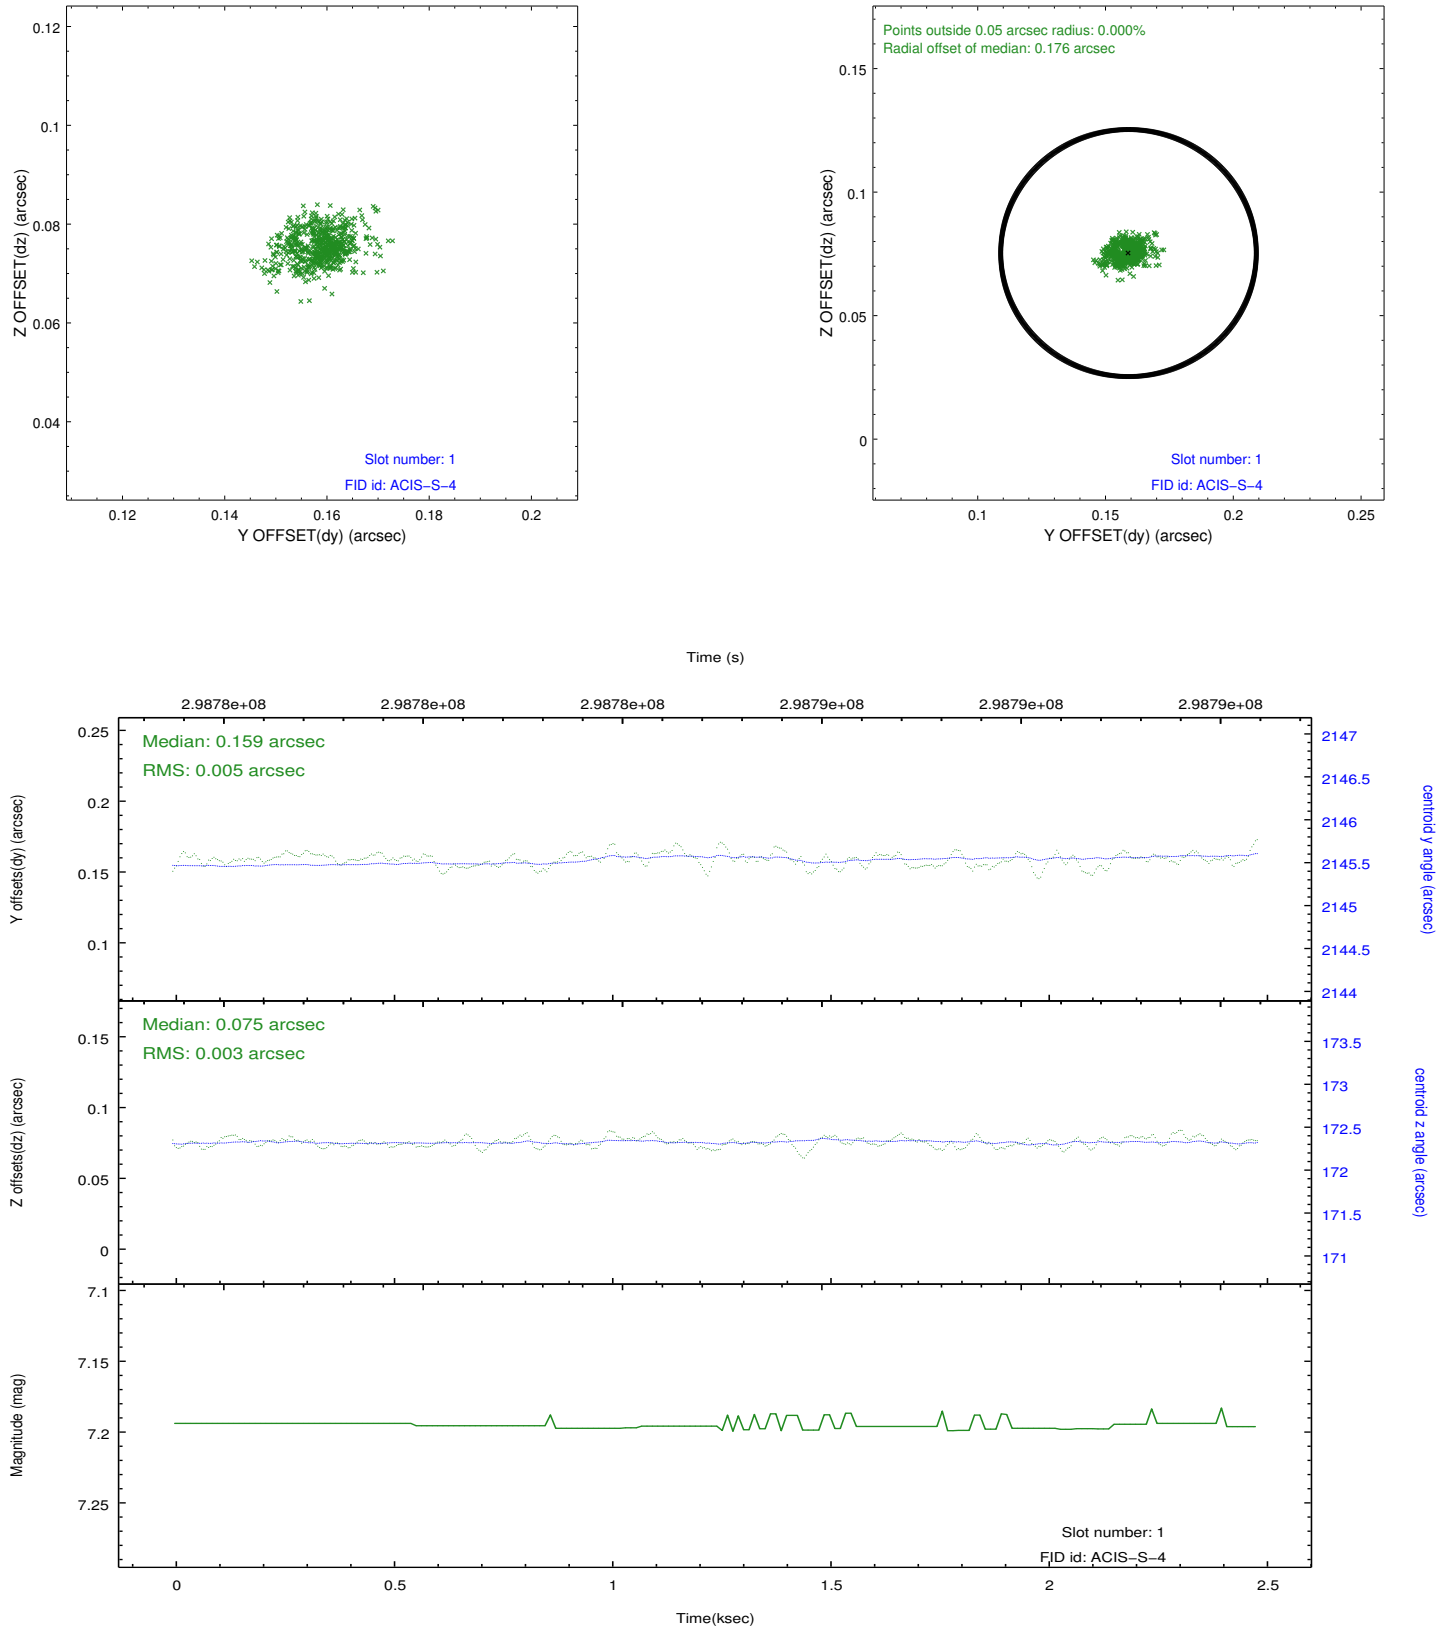 0.12
0.1
0.08
0.06
0.04
Z OFFSET(dz) (arcsec)
Slot number: 1
FID id: ACIS−S−4
0.12 0.14 0.16 0.18 0.2
Y OFFSET(dy) (arcsec)
Points outside 0.05 arcsec radius: 0.000%
Radial offset of median: 0.176 arcsec
0.15
0.1
0.05
0
Z OFFSET(dz) (arcsec)
Slot number: 1
FID id: ACIS−S−4
0.1 0.15 0.2 0.25
Y OFFSET(dy) (arcsec)
Time (s)
2.9878e+08 2.9878e+08 2.9878e+08 2.9879e+08 2.9879e+08 2.9879e+08
Median: 0.159 arcsec
RMS: 0.005 arcsec
0.25
0.2
0.15
0.1
Y offsets(dy) (arcsec)
2147
2146.5
2146
2145.5
2145
2144.5
2144
centroid y angle (arcsec)
Median: 0.075 arcsec
RMS: 0.003 arcsec
0.15
0.1
0.05
0
Z offsets(dz) (arcsec)
173.5
173
172.5
172
171.5
171
centroid z angle (arcsec)
7.1
7.15
7.2
7.25
Magnitude (mag)
Slot number: 1
FID id: ACIS−S−4
0 0.5 1 1.5 2 2.5
Time(ksec)